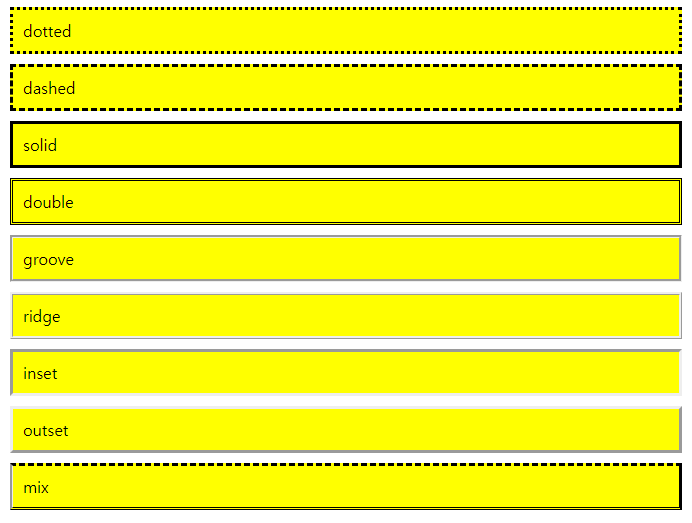 dotted
dashed
solid
double
groove
ridge
inset
outset
mix